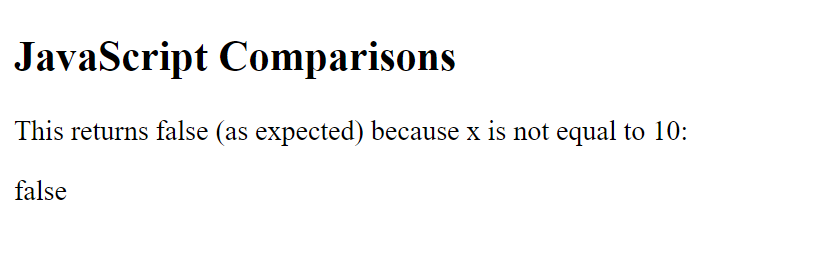 JavaScript Comparisons
This returns false (as expected) because x is not equal to 10:
false